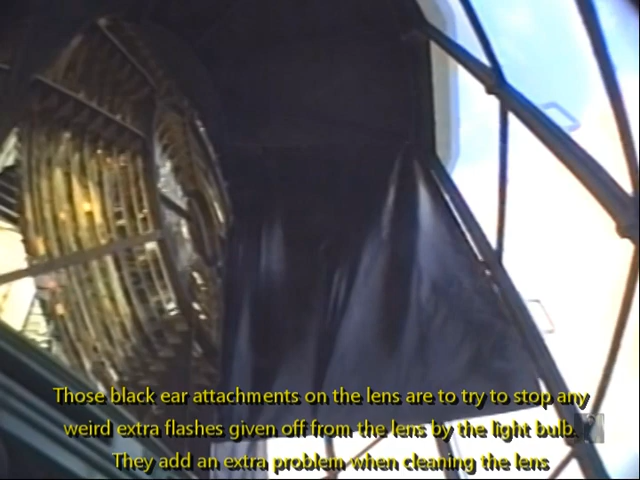 Those black ear attachments on the lens are to try to stop any
weird extra flashes given off from the lens by the light bulb.
They add an extra problem when cleaning the lens